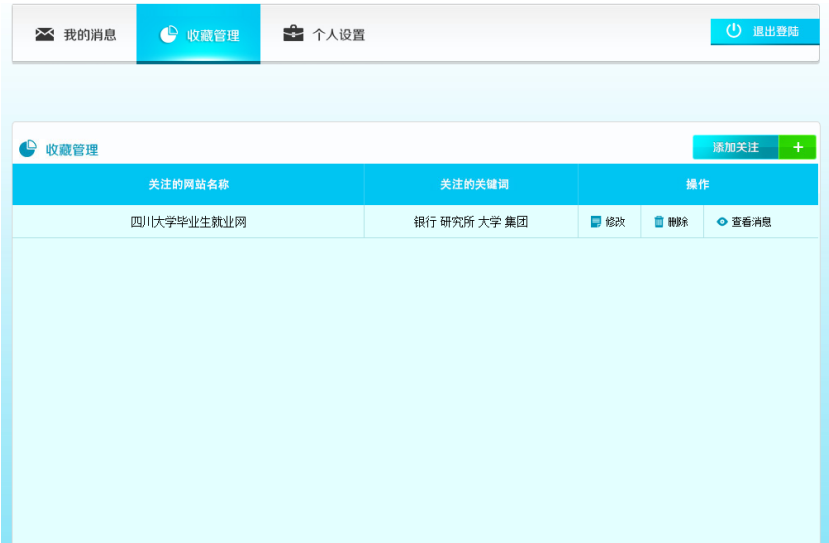 我的消息 收藏管理 个人设置 退出登陆
收藏管理 添加关注 +
关注的网站名称 关注的关键词 操作
四川大学毕业生就业网 银行 研究所 大学 集团 修改 删除 查看消息